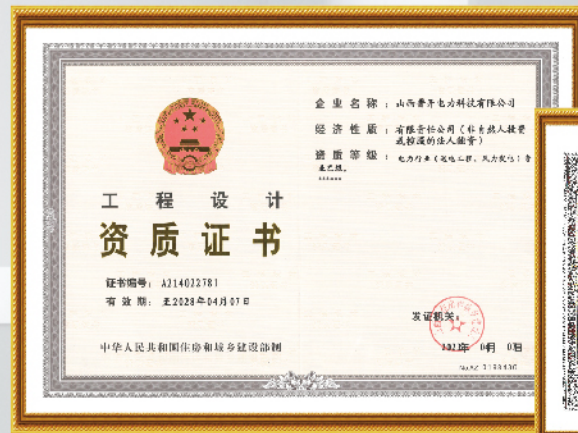 工程设计
资质证书
证书编号： A214022781
有效期： 至2028年04月07日
中华人民共和国住房和城乡建设部制
企业名称： 山西晋开电力科技有限公司
经济性质： 有限责任公司（非自然人投资
或控股的法人独资）
资质等级： 电力行业（送电工程、风力发电）专
业乙级。
发证机关：